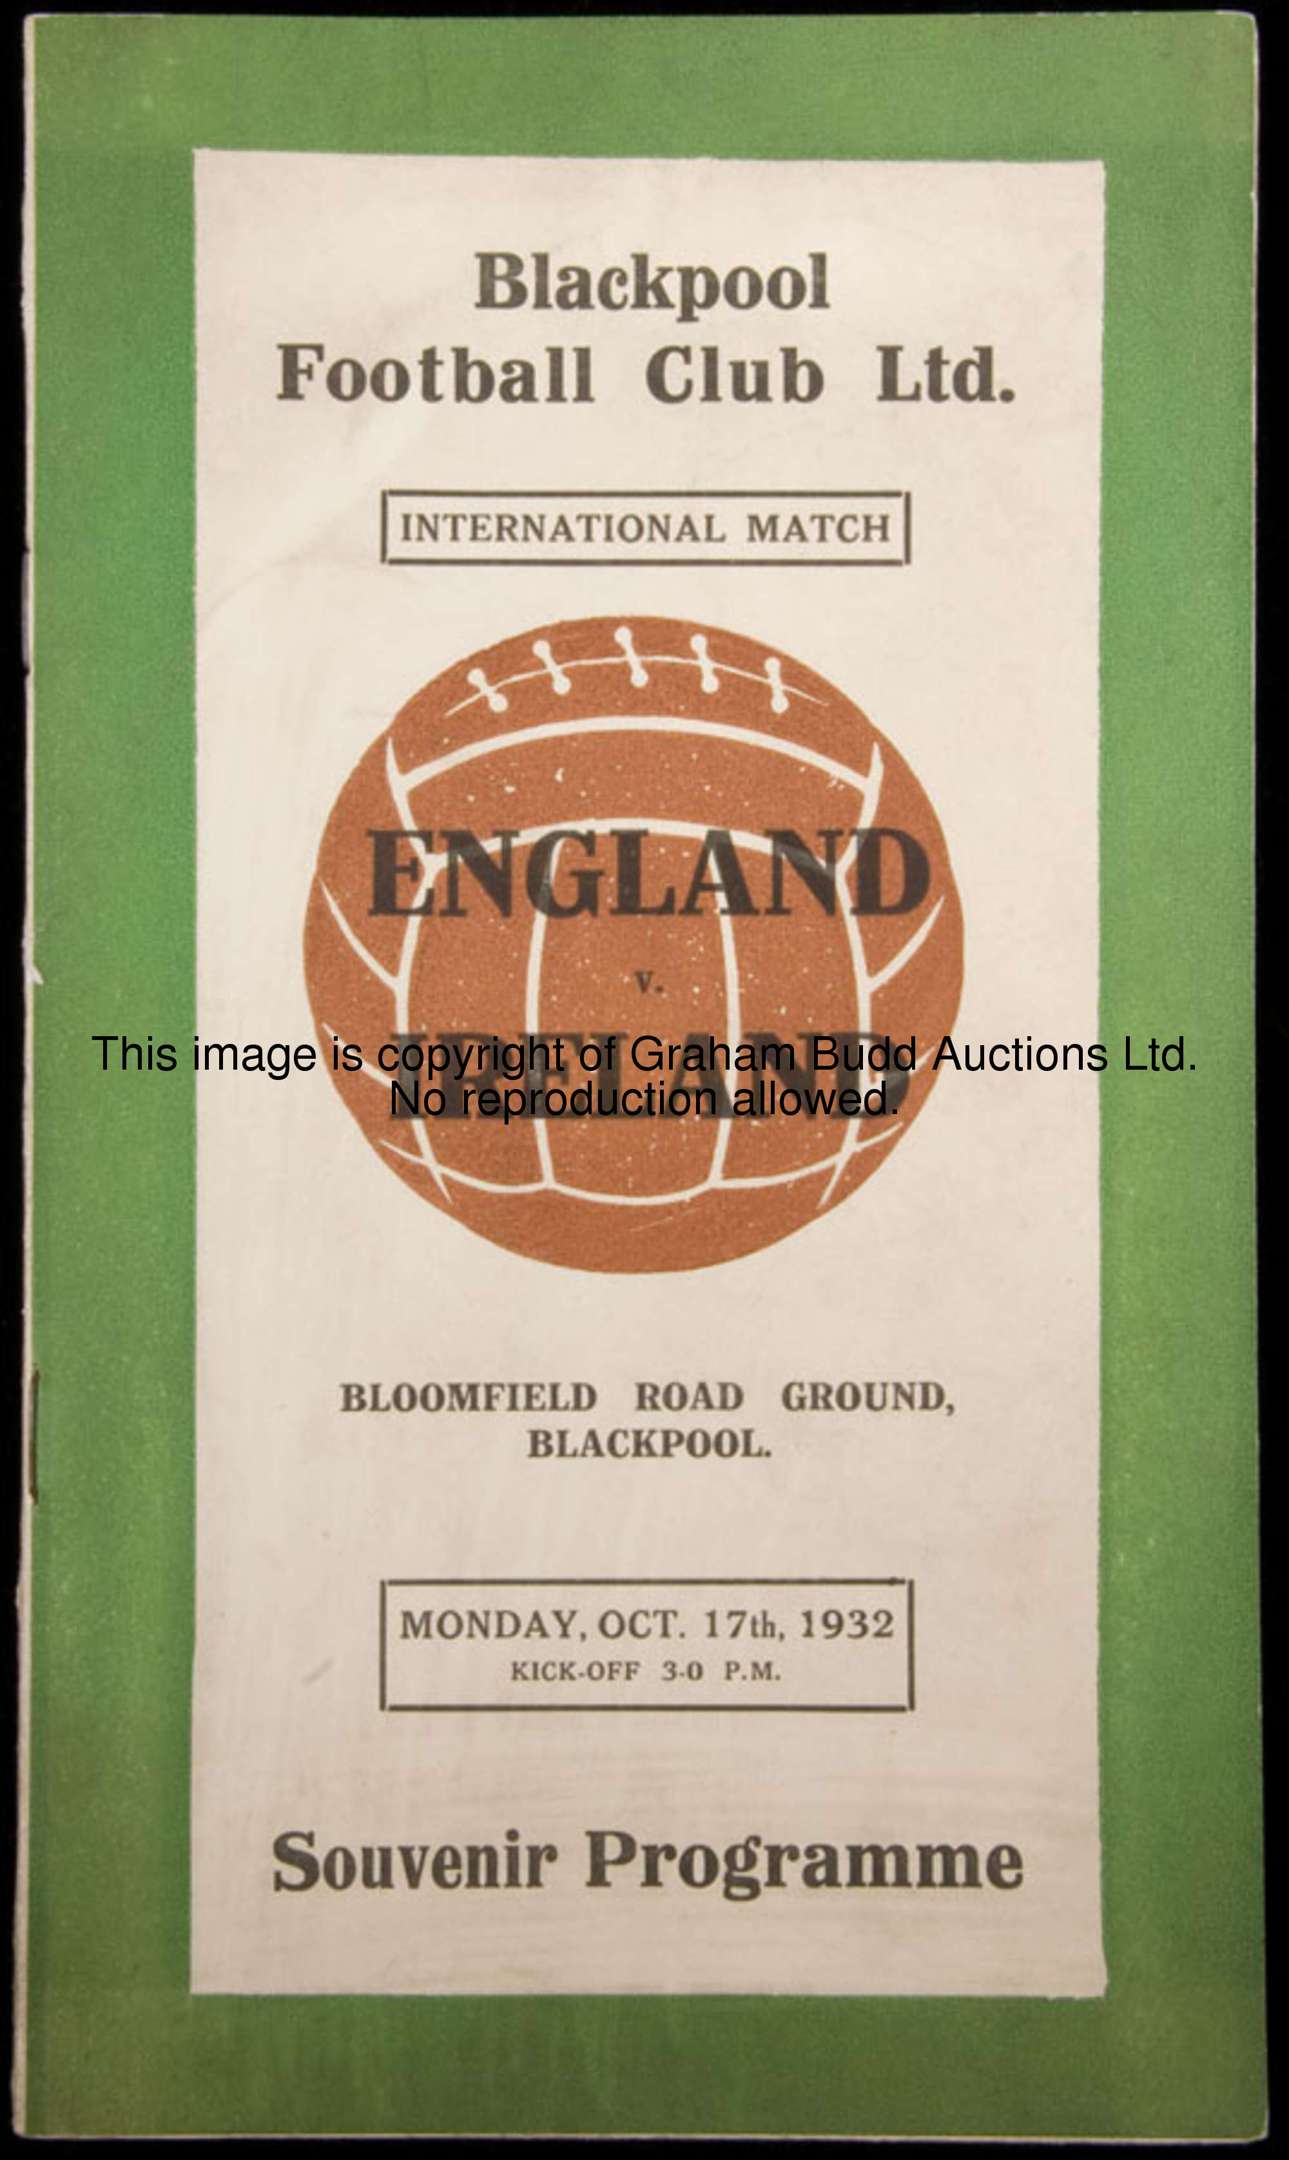 Blackpool
Football Club Ltd.
INTERNATIONAL MATCH
ENGLAND
v.
IRELAND
This image is copyright of Graham Budd Auctions Ltd.
No reproduction allowed.
BLOOMFIELD ROAD GROUND,
BLACKPOOL.
MONDAY, OCT. 17th, 1932
KICK-OFF 3-0 P.M.
Souvenir Programme